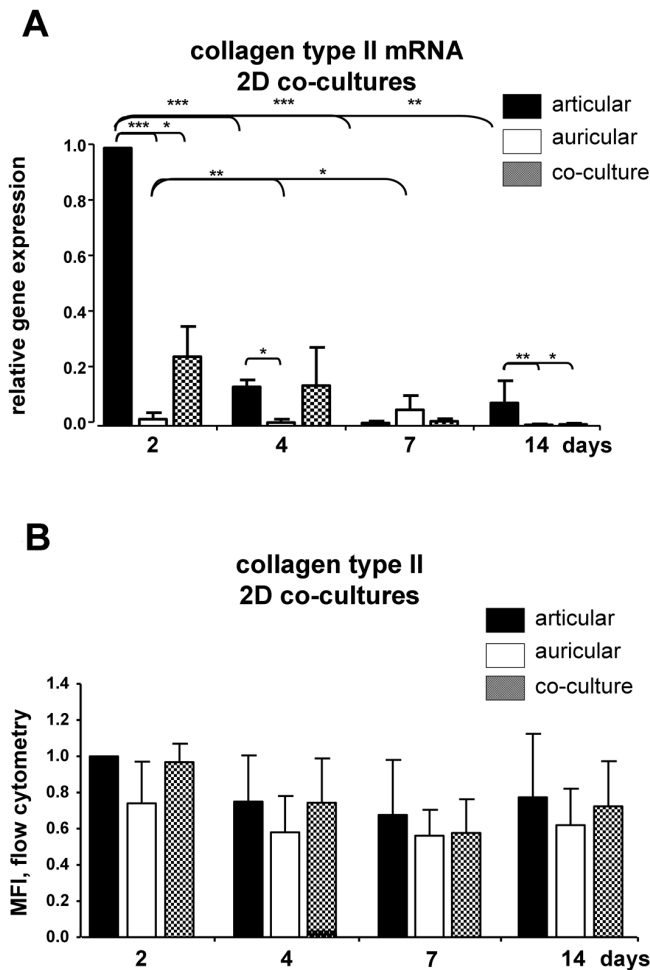 A
collagen type II mRNA
2D co-cultures
*** *** **
articular
*** *
auricular
** *
co-culture
relative gene expression
1.0
0.8
0.6
0.4
0.2
0.0
*
** *
2 4 7 14 days
B
collagen type II
2D co-cultures
articular
auricular
co-culture
MFI, flow cytometry
1.4
1.2
1.0
0.8
0.6
0.4
0.2
0.0
2 4 7 14 days